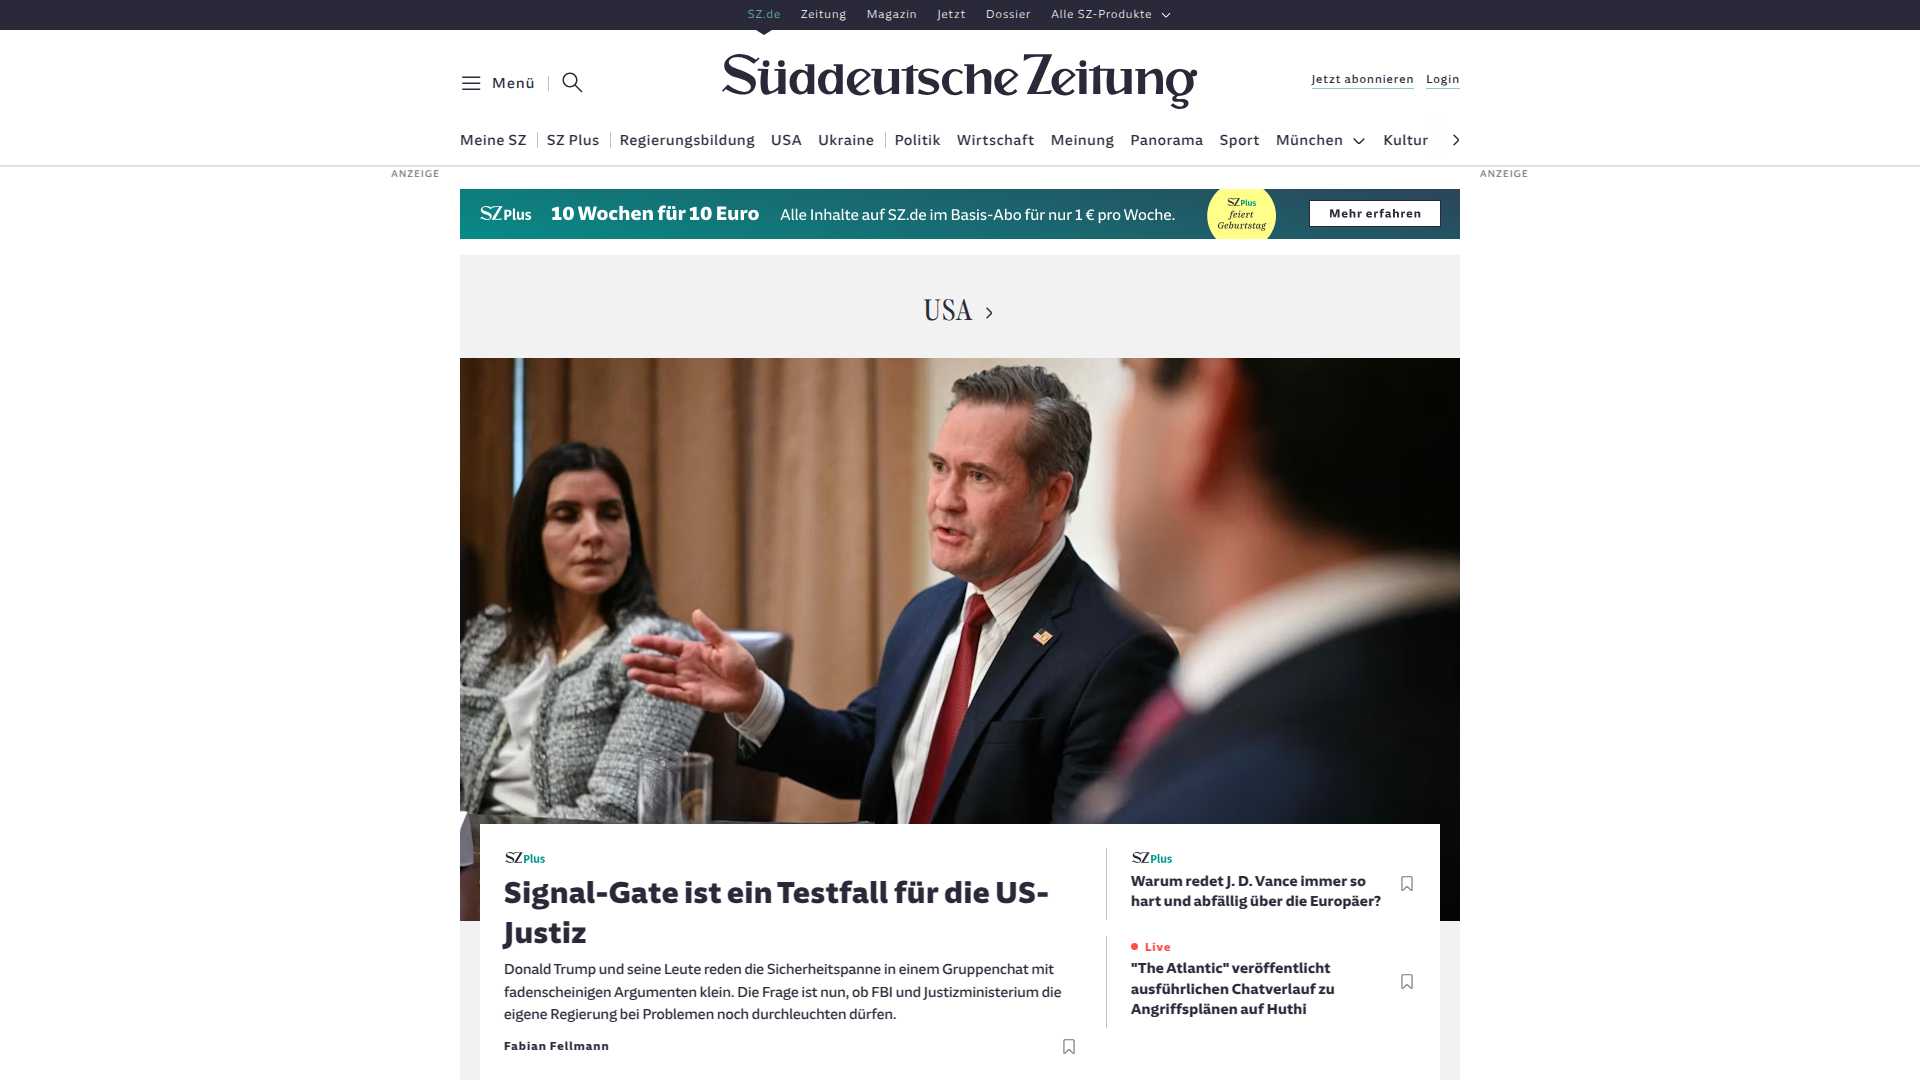 SZ.de Zeitung Magazin Jetzt Dossier Alle SZ-Produkte
Menü
Süddeutsche Zeitung
Jetzt abonnieren Login
Meine SZ SZ Plus Regierungsbildung USA Ukraine Politik Wirtschaft Meinung Panorama Sport München Kultur
ANZEIGE
ANZEIGE
SZ Plus 10 Wochen für 10 Euro Alle Inhalte auf SZ.de im Basis-Abo für nur 1 € pro Woche.
SZ Plus
feiert
Geburtstag
Mehr erfahren
USA
SZ Plus
Signal-Gate ist ein Testfall für die US-
Justiz
Donald Trump und seine Leute reden die Sicherheitspanne in einem Gruppenchat mit
fadenscheinigen Argumenten klein. Die Frage ist nun, ob FBI und Justizministerium die
eigene Regierung bei Problemen noch durchleuchten dürfen.
Fabian Fellmann
SZ Plus
Warum redet J. D. Vance immer so
hart und abfällig über die Europäer?
Live
"The Atlantic" veröffentlicht
ausführlichen Chatverlauf zu
Angriffsplänen auf Huthi